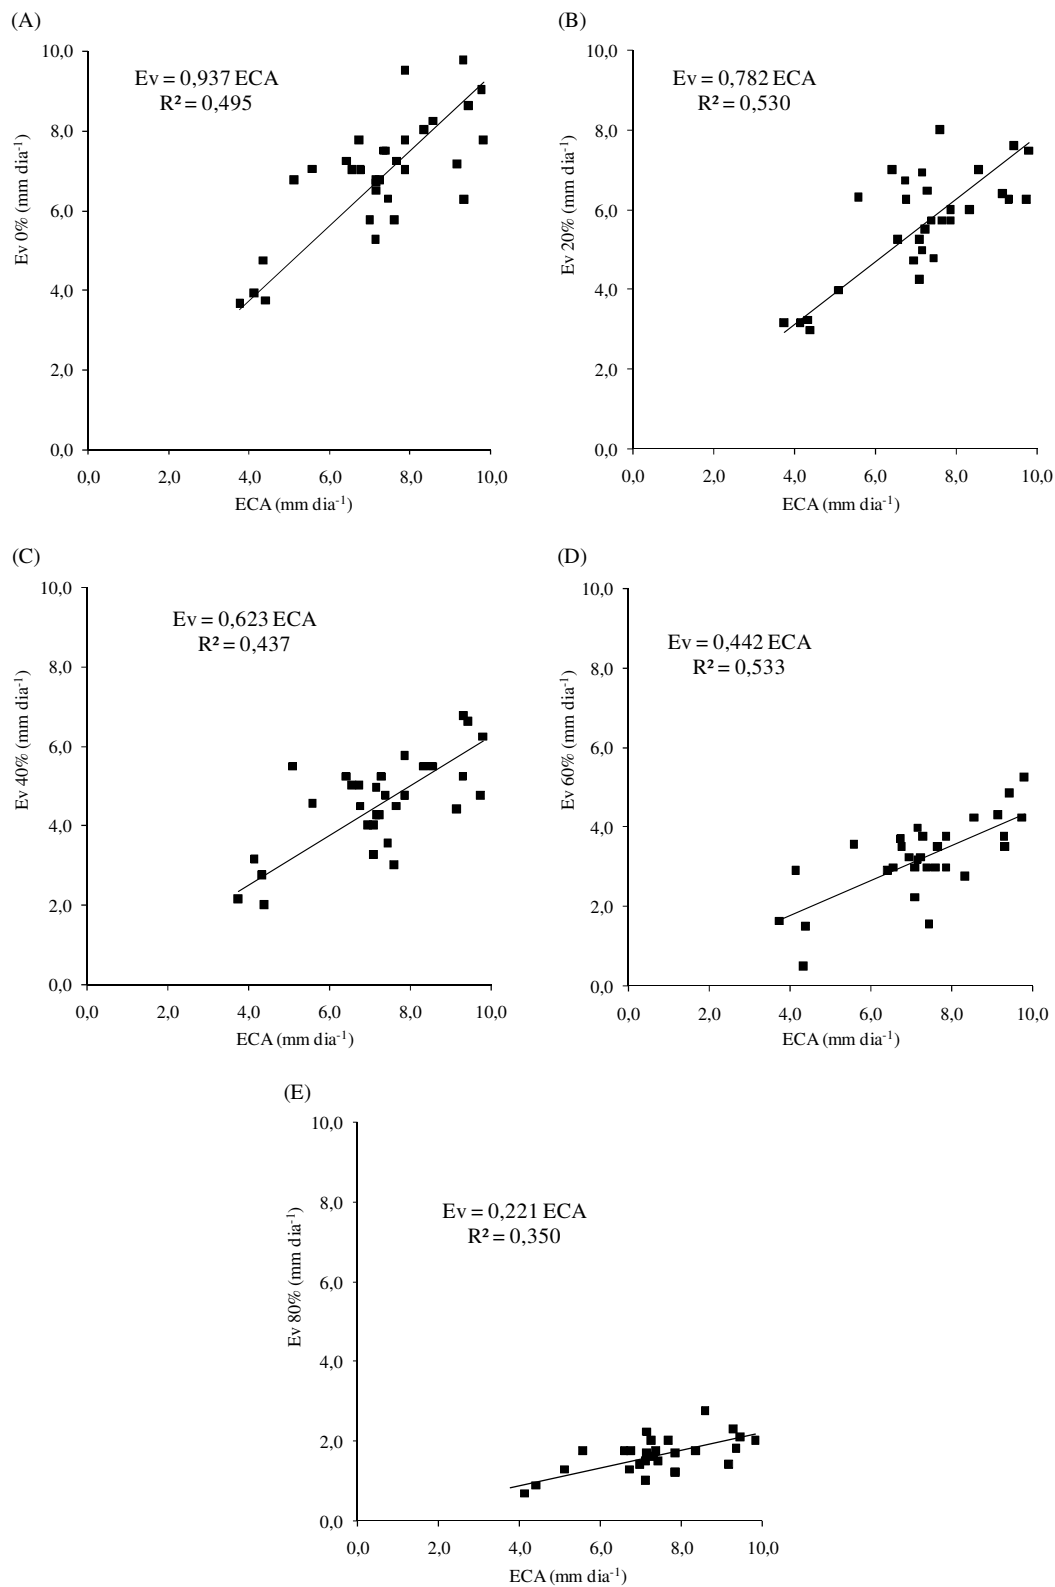 (A)
10,0
8,0
6,0
4,0
2,0
0,0
Ev 0% (mm dia⁻¹)
Ev = 0,937 ECA
R² = 0,495
0,0 2,0 4,0 6,0 8,0 10,0
ECA (mm dia⁻¹)
(B)
10,0
8,0
6,0
4,0
2,0
0,0
Ev 20% (mm dia⁻¹)
Ev = 0,782 ECA
R² = 0,530
0,0 2,0 4,0 6,0 8,0 10,0
ECA (mm dia⁻¹)
(C)
10,0
8,0
6,0
4,0
2,0
0,0
Ev 40% (mm dia⁻¹)
Ev = 0,623 ECA
R² = 0,437
0,0 2,0 4,0 6,0 8,0 10,0
ECA (mm dia⁻¹)
(D)
10,0
8,0
6,0
4,0
2,0
0,0
Ev 60% (mm dia⁻¹)
Ev = 0,442 ECA
R² = 0,533
0,0 2,0 4,0 6,0 8,0 10,0
ECA (mm dia⁻¹)
(E)
10,0
8,0
6,0
4,0
2,0
0,0
Ev 80% (mm dia⁻¹)
Ev = 0,221 ECA
R² = 0,350
0,0 2,0 4,0 6,0 8,0 10,0
ECA (mm dia⁻¹)